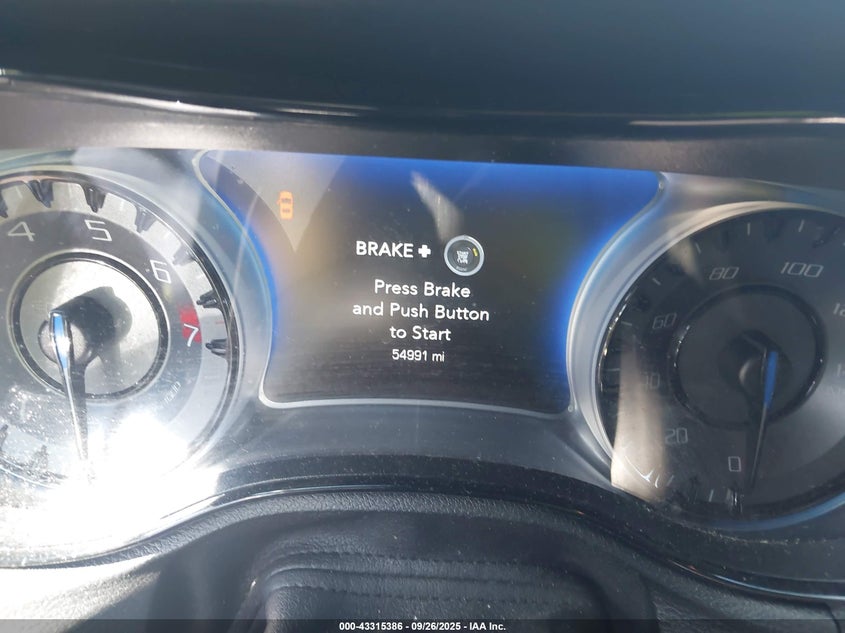 4
5
6
7
BRAKE +
Press Brake
and Push Button
to Start
54991 mi
0
20
60
80
100
000-43315386 | 09/26/2025 | IAA Inc.